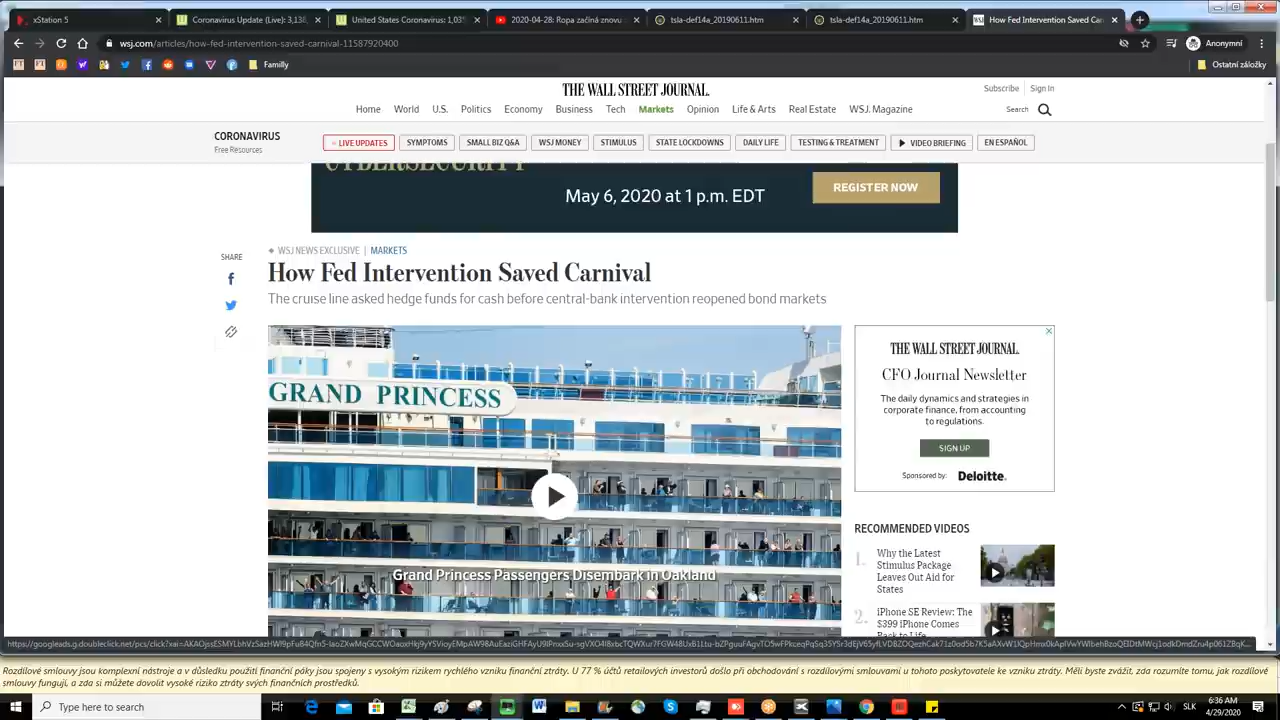 xStation 5
Coronavirus Update (Live): 3,138,
United States Coronavirus: 1,035
2020-04-28: Ropa začíná znovu
tsla-def14a_20190611.htm
tsla-def14a_20190611.htm
How Fed Intervention Saved Car
wsj.com/articles/how-fed-intervention-saved-carnival-11587920400
Anonymní
Familly
Ostatní záložky
THE WALL STREET JOURNAL.
Subscribe
Sign In
Home
World
U.S.
Politics
Economy
Business
Tech
Markets
Opinion
Life & Arts
Real Estate
WSJ. Magazine
Search
CORONAVIRUS
Free Resources
LIVE UPDATES
SYMPTOMS
SMALL BIZ Q&A
WSJ MONEY
STIMULUS
STATE LOCKDOWNS
DAILY LIFE
TESTING & TREATMENT
VIDEO BRIEFING
EN ESPAÑOL
CYBERSECURITY
May 6, 2020 at 1 p.m. EDT
REGISTER NOW
WSJ NEWS EXCLUSIVE | MARKETS
How Fed Intervention Saved Carnival
The cruise line asked hedge funds for cash before central-bank intervention reopened bond markets
SHARE
GRAND PRINCESS
Grand Princess Passengers Disembark in Oakland
THE WALL STREET JOURNAL.
CFO Journal Newsletter
The daily dynamics and strategies in
corporate finance, from accounting
to regulations.
SIGN UP
Sponsored by: Deloitte.
RECOMMENDED VIDEOS
1.
Why the Latest
Stimulus Package
Leaves Out Aid for
States
2.
iPhone SE Review: The
$399 iPhone Comes
Back to Life
Rozdílové smlouvy jsou komplexní nástroje a v důsledku použití finanční páky jsou spojeny s vysokým rizikem rychlého vzniku finanční ztráty. U 77 % účtů retailových investorů došlo při obchodování s rozdílovými smlouvami u tohoto poskytovatele ke vzniku ztráty. Měli byste zvážit, zda rozumíte tomu, jak rozdílové
smlouvy fungují, a zda si můžete dovolit vysoké riziko ztráty svých finančních prostředků.
Type here to search
SLK
6:36 AM
4/29/2020